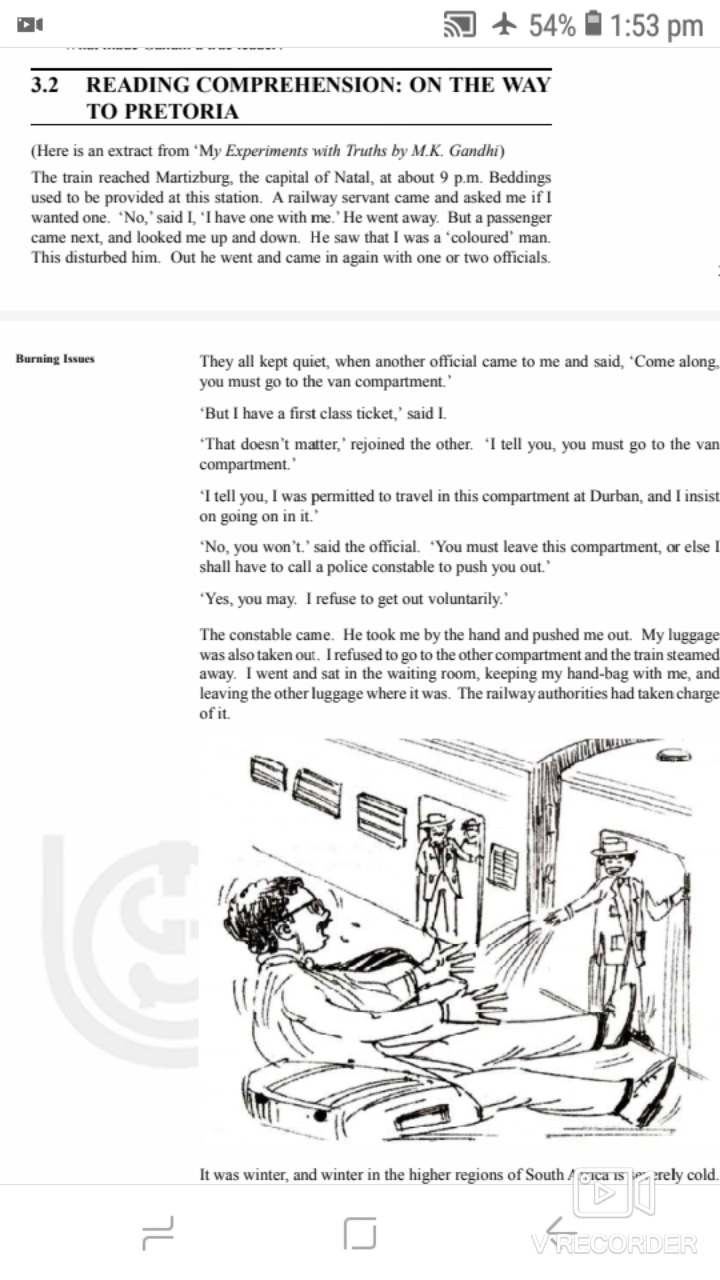 54% 1:53 pm
3.2 READING COMPREHENSION: ON THE WAY
TO PRETORIA
(Here is an extract from ‘My Experiments with Truths by M.K. Gandhi)
The train reached Martizburg, the capital of Natal, at about 9 p.m. Beddings
used to be provided at this station. A railway servant came and asked me if I
wanted one. ‘No,’ said I, ‘I have one with me.’ He went away. But a passenger
came next, and looked me up and down. He saw that I was a ‘coloured’ man.
This disturbed him. Out he went and came in again with one or two officials.
Burning Issues
They all kept quiet, when another official came to me and said, ‘Come along,
you must go to the van compartment.’
‘But I have a first class ticket,’ said I.
‘That doesn’t matter,’ rejoined the other. ‘I tell you, you must go to the van
compartment.’
‘I tell you, I was permitted to travel in this compartment at Durban, and I insist
on going on in it.’
‘No, you won’t.’ said the official. ‘You must leave this compartment, or else I
shall have to call a police constable to push you out.’
‘Yes, you may. I refuse to get out voluntarily.’
The constable came. He took me by the hand and pushed me out. My luggage
was also taken out. I refused to go to the other compartment and the train steamed
away. I went and sat in the waiting room, keeping my hand-bag with me, and
leaving the other luggage where it was. The railway authorities had taken charge
of it.
It was winter, and winter in the higher regions of South Africa is severely cold.
VRECORDER